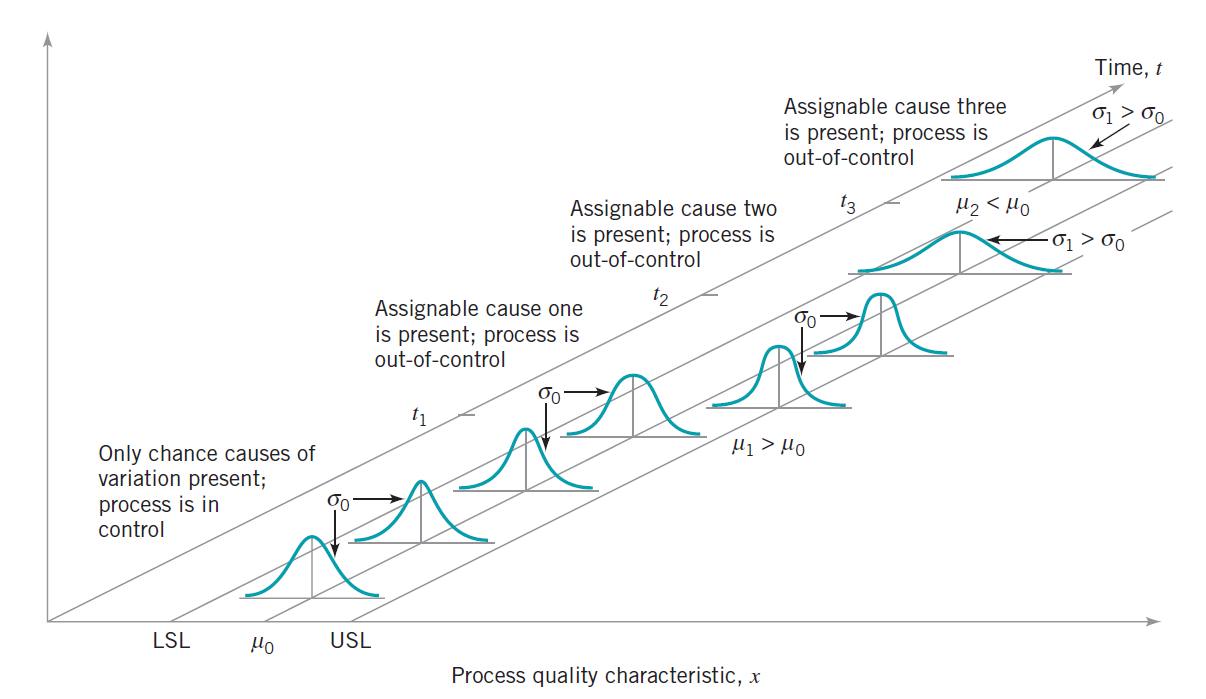 Time, t
Assignable cause three
is present; process is
out-of-control
σ₁ > σ₀
t₃
μ₂ < μ₀
Assignable cause two
is present; process is
out-of-control
σ₁ > σ₀
t₂
Assignable cause one
is present; process is
out-of-control
σ₀
σ₀
t₁
μ₁ > μ₀
Only chance causes of
variation present;
process is in
control
σ₀
LSL
μ₀
USL
Process quality characteristic, x